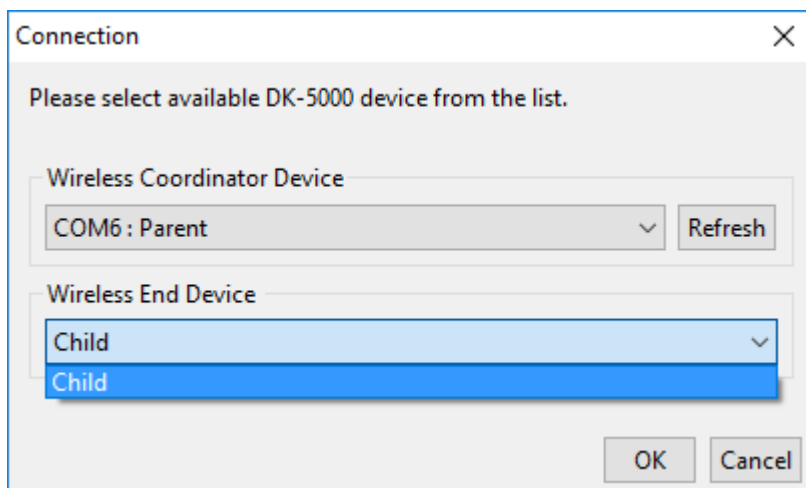 Connection
Please select available DK-5000 device from the list.
Wireless Coordinator Device
COM6 : Parent
Refresh
Wireless End Device
Child
Child
OK
Cancel